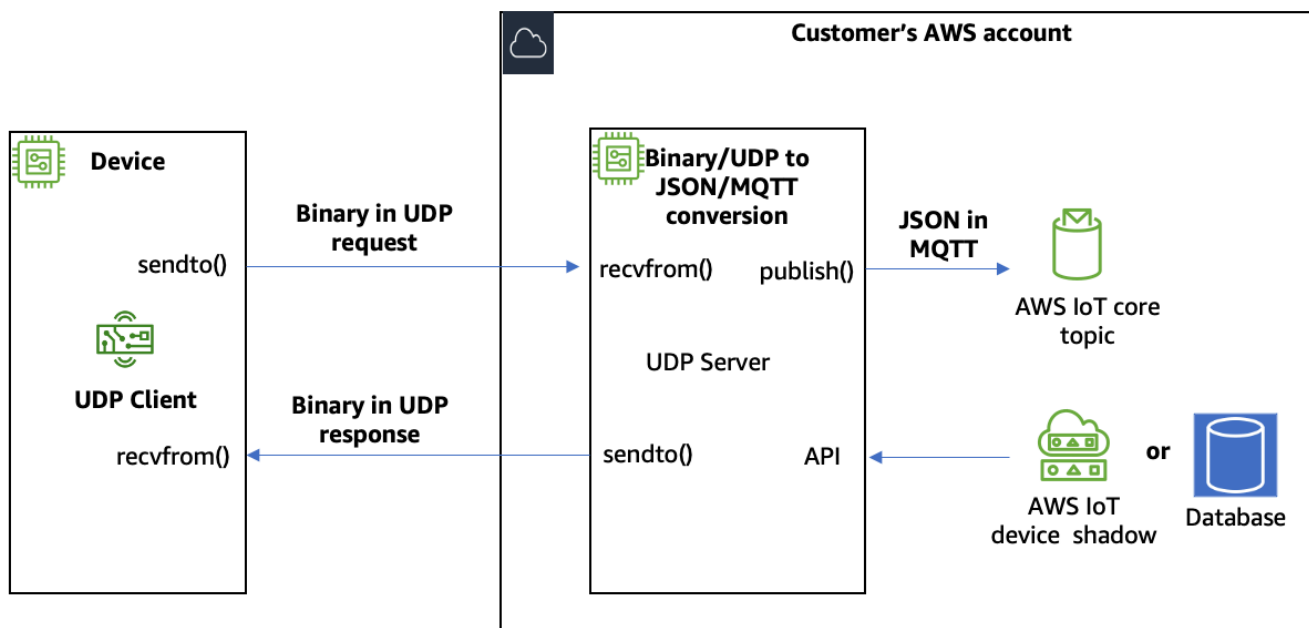 Customer's AWS account
Device
Binary/UDP to
JSON/MQTT
conversion
Binary in UDP
request
JSON in
MQTT
sendto()
recvfrom()
publish()
AWS IoT core
topic
UDP Server
UDP Client
Binary in UDP
response
recvfrom()
sendto()
API
or
AWS IoT
device shadow
Database